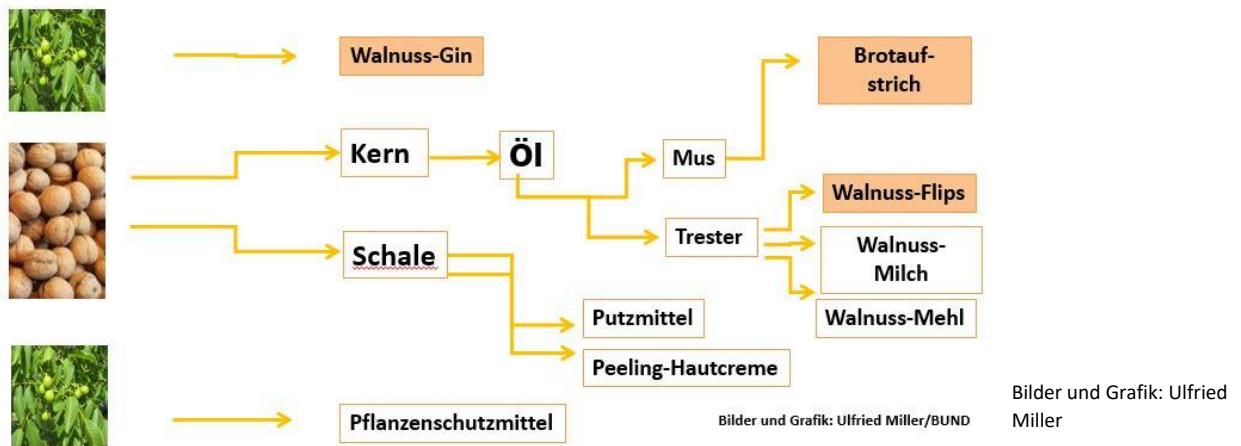 Walnuss-Gin
Brotauf-
strich
Kern
Öl
Mus
Walnuss-Flips
Trester
Walnuss-
Milch
Schale
Walnuss-Mehl
Putzmittel
Peeling-Hautcreme
Pflanzenschutzmittel
Bilder und Grafik: Ulfried Miller/BUND
Bilder und Grafik: Ulfried
Miller